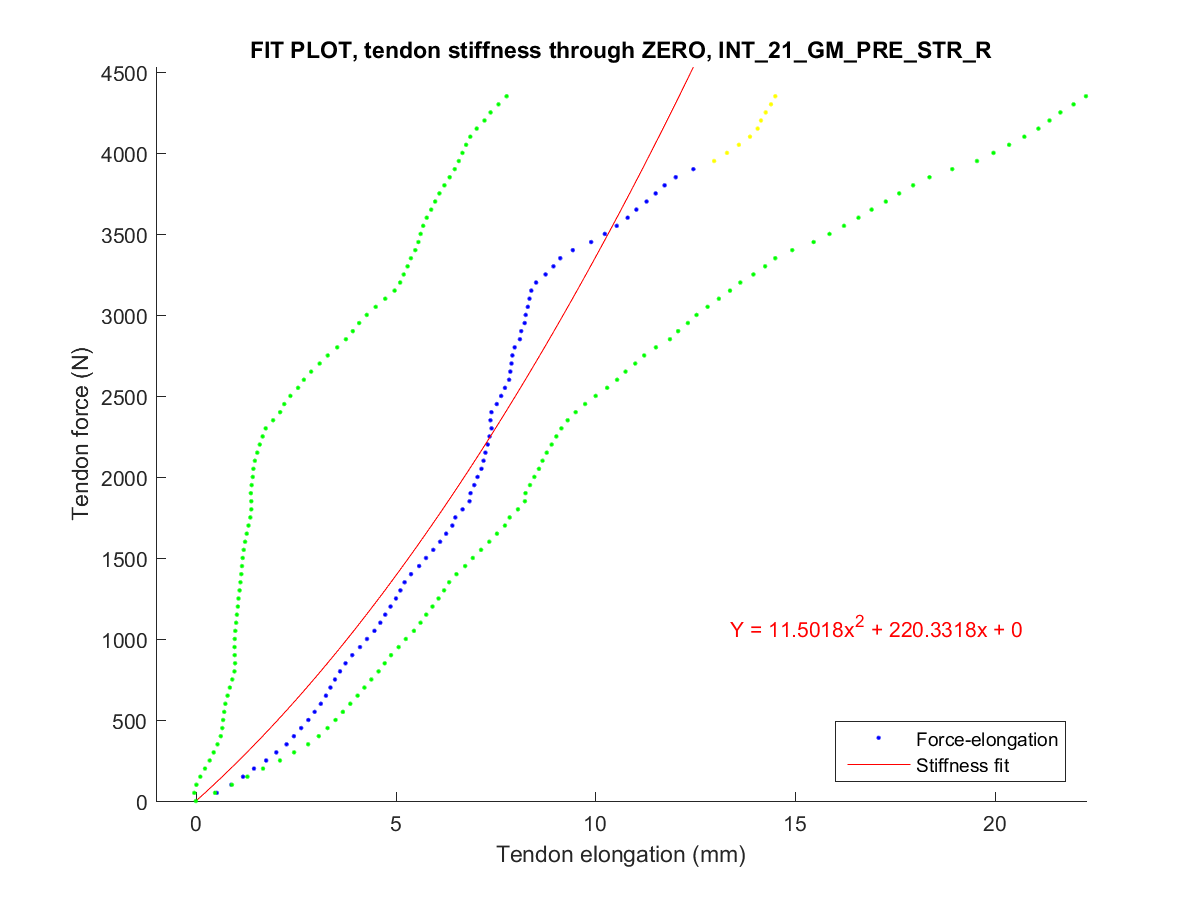 FIT PLOT, tendon stiffness through ZERO, INT_21_GM_PRE_STR_R
4500
4000
3500
3000
2500
2000
1500
1000
500
0
Tendon force (N)
Y = 11.5018x² + 220.3318x + 0
Force-elongation
Stiffness fit
0 5 10 15 20
Tendon elongation (mm)